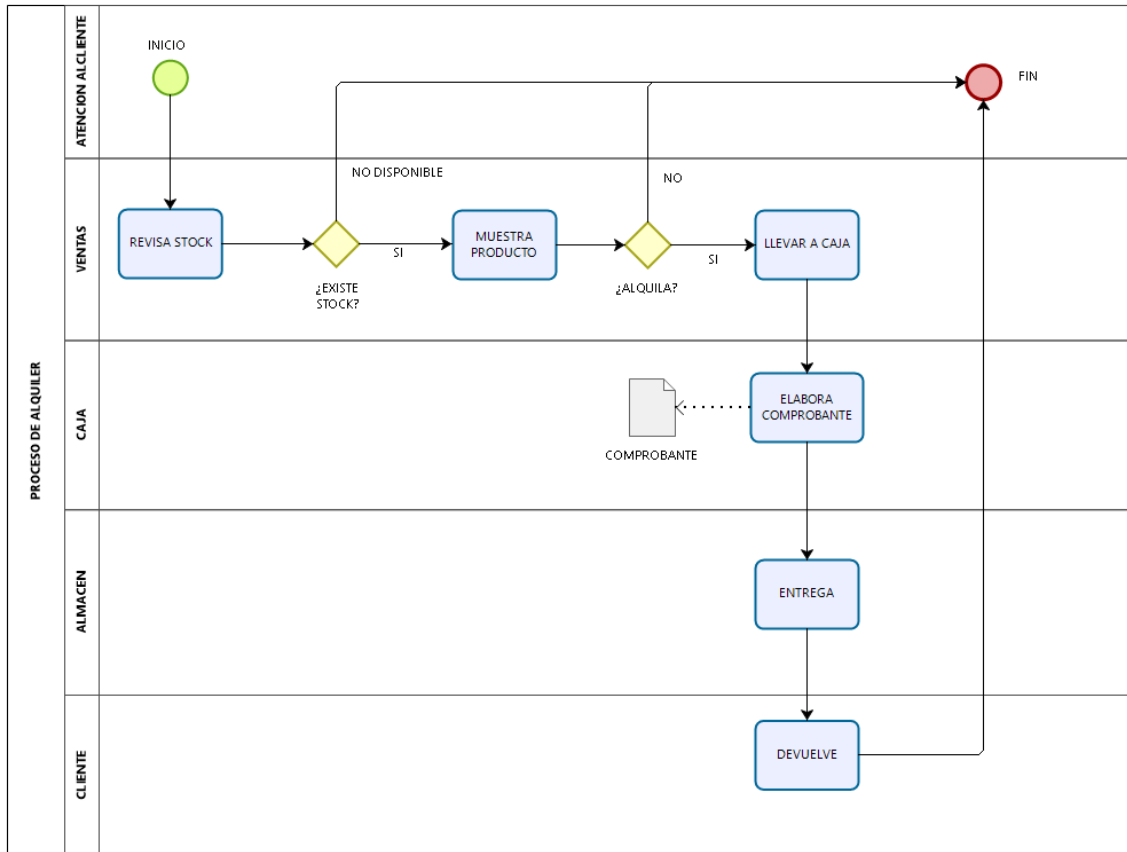 PROCESO DE ALQUILER
ATENCION ALCLIENTE
INICIO
FIN
VENTAS
NO DISPONIBLE
NO
REVISA STOCK
SI
MUESTRA
PRODUCTO
SI
LLEVAR A CAJA
¿EXISTE
STOCK?
¿ALQUILA?
CAJA
ELABORA
COMPROBANTE
COMPROBANTE
ALMACEN
ENTREGA
CLIENTE
DEVUELVE